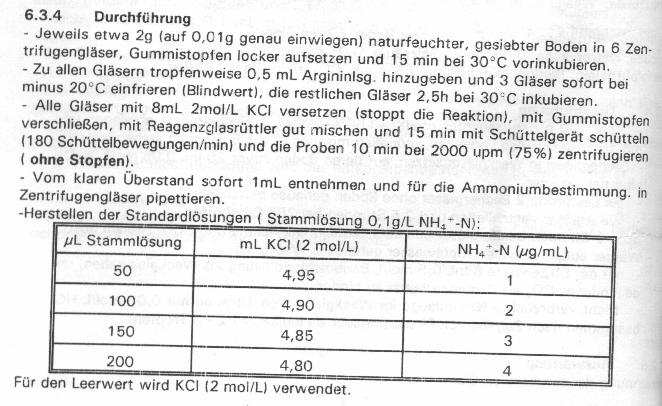 6.3.4 Durchführung
- Jeweils etwa 2g (auf 0,01g genau einwiegen) naturfeuchter, gesiebter Boden in 6 Zen-
trifugengläser, Gummistopfen locker aufsetzen und 15 min bei 30°C vorinkubieren.
- Zu allen Gläsern tropfenweise 0,5 mL Argininlsg. hinzugeben und 3 Gläser sofort bei
minus 20°C einfrieren (Blindwert), die restlichen Gläser 2,5h bei 30°C inkubieren.
- Alle Gläser mit 8mL 2mol/L KCl versetzen (stoppt die Reaktion), mit Gummistopfen
verschließen, mit Reagenzglasrüttler gut mischen und 15 min mit Schüttelgerät schütteln
(180 Schüttelbewegungen/min) und die Proben 10 min bei 2000 upm (75%) zentrifugieren
( ohne Stopfen).
- Vom klaren Überstand sofort 1mL entnehmen und für die Ammoniumbestimmung. in
Zentrifugengläser pipettieren.
-Herstellen der Standardlösungen ( Stammlösung 0,1g/L NH₄⁺-N):
µL Stammlösung mL KCl (2 mol/L) NH₄⁺-N (µg/mL)
50 4,95 1
100 4,90 2
150 4,85 3
200 4,80 4
Für den Leerwert wird KCl (2 mol/L) verwendet.